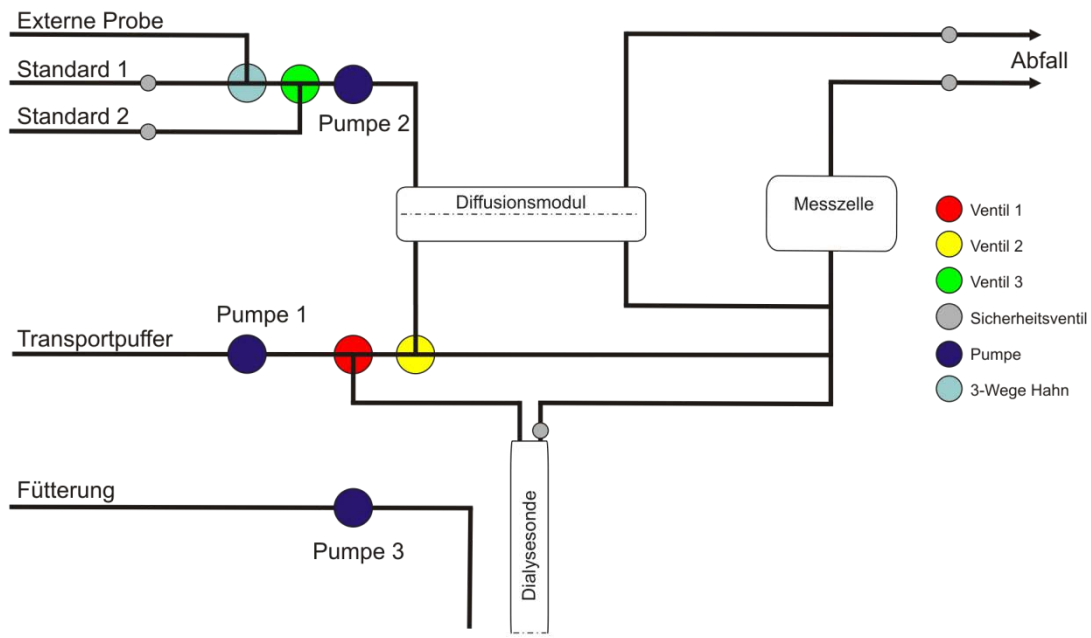 Externe Probe
Standard 1
Standard 2
Pumpe 2
Abfall
Diffusionsmodul
Messzelle
Ventil 1
Ventil 2
Ventil 3
Sicherheitsventil
Pumpe
3-Wege Hahn
Pumpe 1
Transportpuffer
Fütterung
Pumpe 3
Dialysesonde